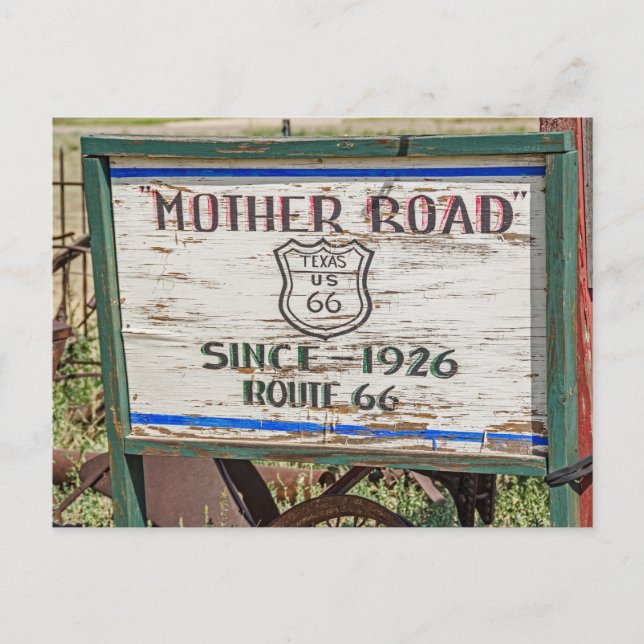 "MOTHER ROAD"
TEXAS
US
66
SINCE-1926
ROUTE 66